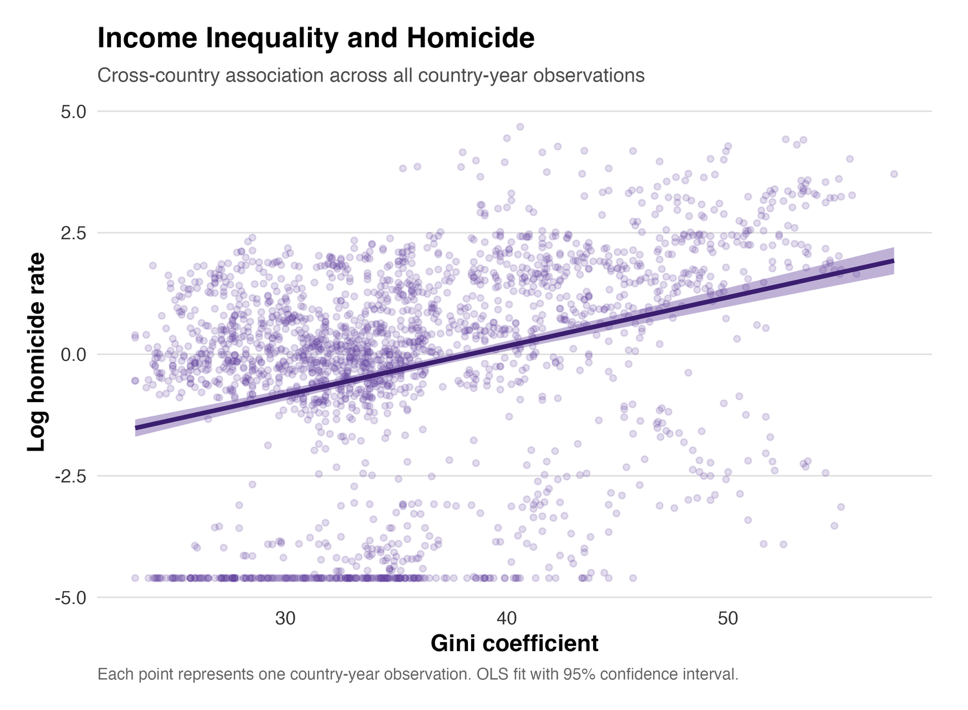 Income Inequality and Homicide
Cross-country association across all country-year observations
5.0
2.5
0.0
-2.5
-5.0
Log homicide rate
30 40 50
Gini coefficient
Each point represents one country-year observation. OLS fit with 95% confidence interval.